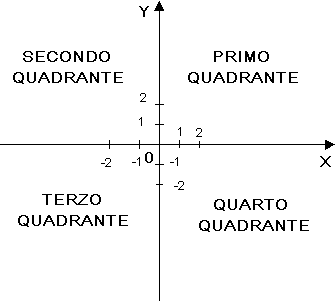 Y
SECONDO QUADRANTE
PRIMO QUADRANTE
2
1
1 2
-2 -1 0 -1 X
-2
TERZO QUADRANTE
QUARTO QUADRANTE